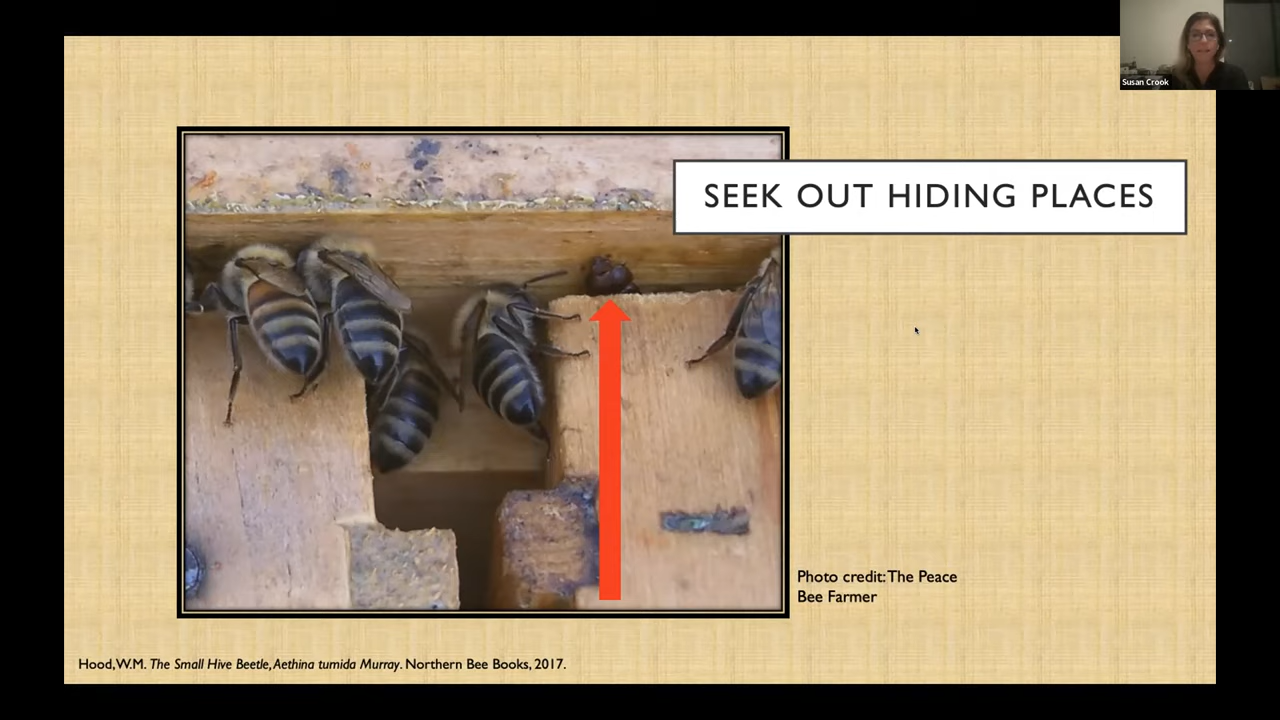 Susan Crook
SEEK OUT HIDING PLACES
Photo credit: The Peace
Bee Farmer
Hood, W.M. The Small Hive Beetle, Aethina tumida Murray. Northern Bee Books, 2017.